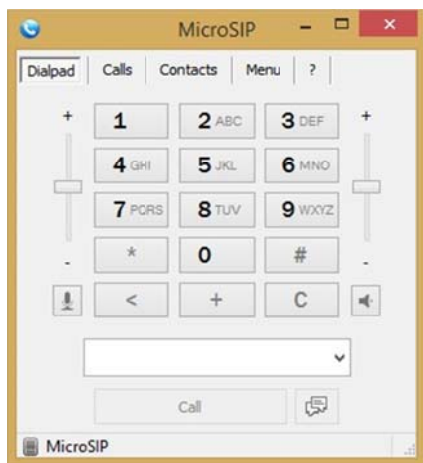 MicroSIP
Dialpad Calls Contacts Menu ?
+ 1 2 ABC 3 DEF +
4 GHI 5 JKL 6 MNO
7 PQRS 8 TUV 9 WXYZ
- * 0 # -
< + C
Call
MicroSIP